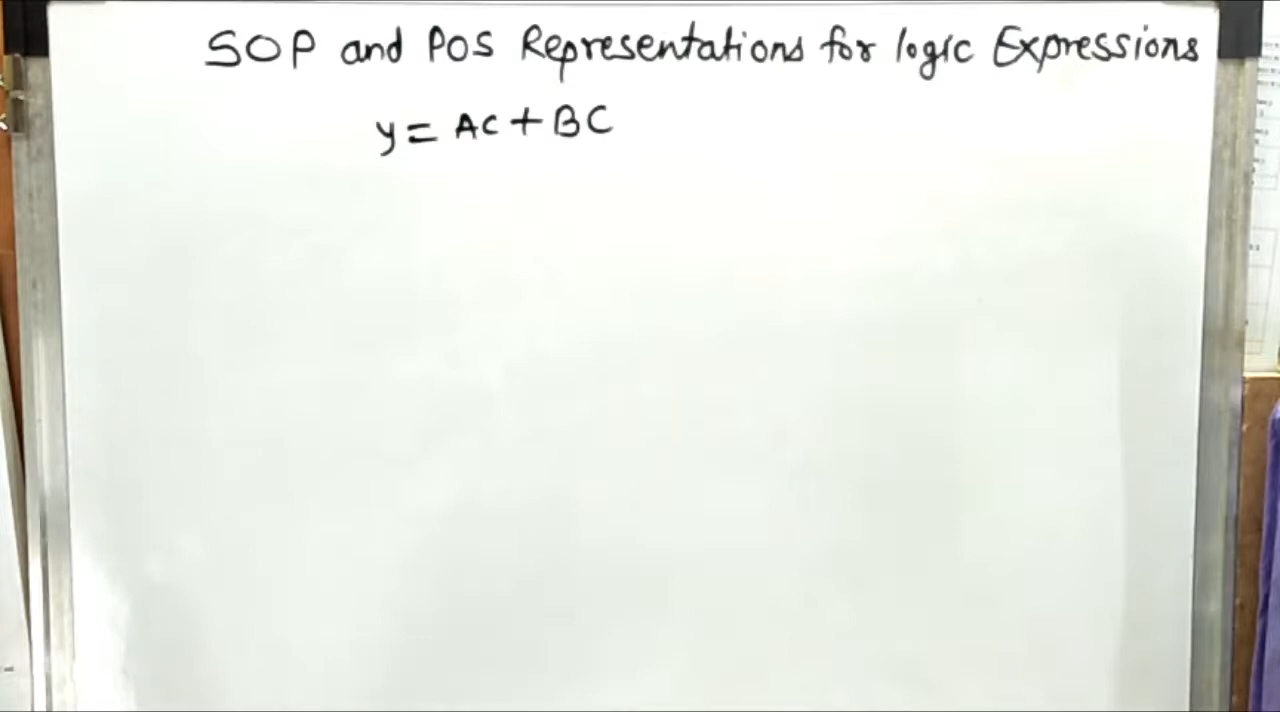 SOP and POS Representations for logic Expressions
y = AC + BC